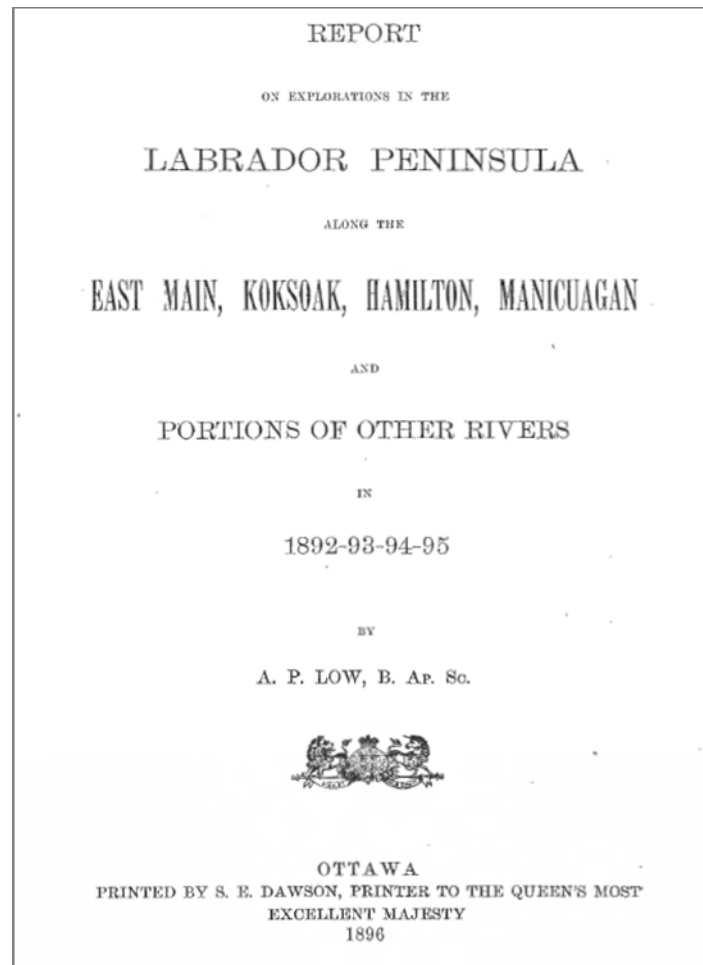 REPORT
ON EXPLORATIONS IN THE
LABRADOR PENINSULA
ALONG THE
EAST MAIN, KOKSOAK, HAMILTON, MANICUAGAN
AND
PORTIONS OF OTHER RIVERS
IN
1892-93-94-95
BY
A. P. LOW, B. AP. SC.
OTTAWA
PRINTED BY S. E. DAWSON, PRINTER TO THE QUEEN'S MOST
EXCELLENT MAJESTY
1896